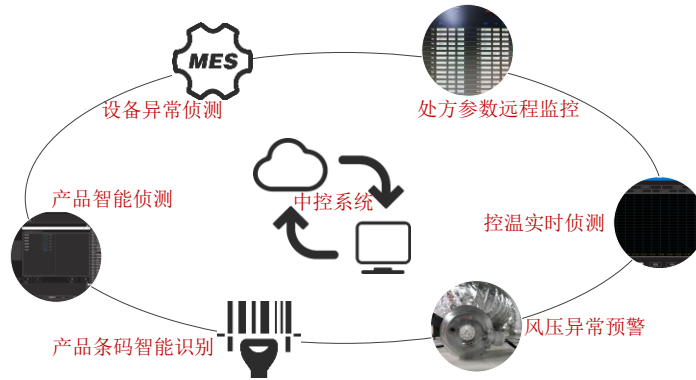 MES
设备异常侦测
处方参数远程监控
产品智能侦测
中控系统
控温实时侦测
风压异常预警
产品条码智能识别